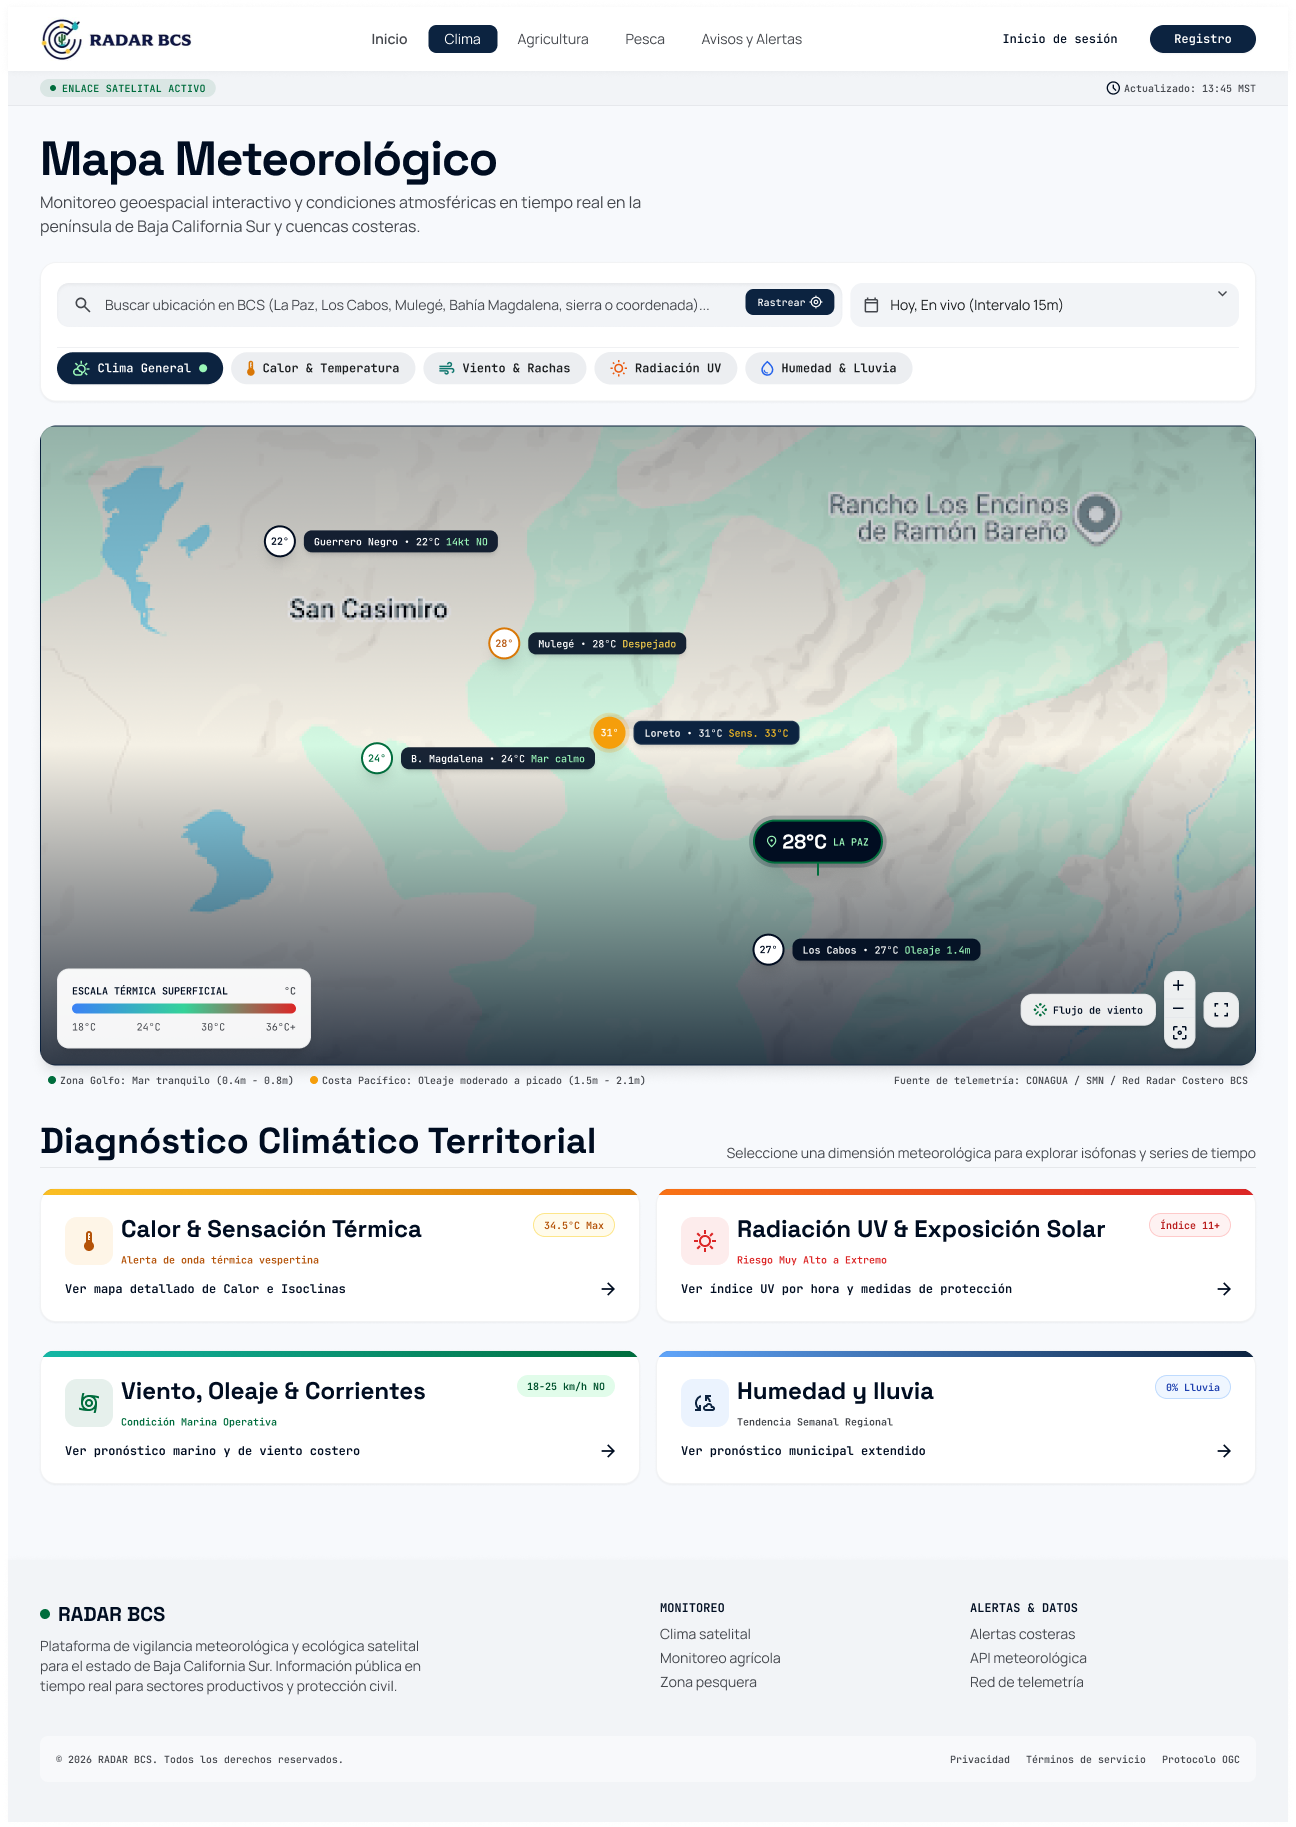 RADAR BCS
Inicio
Clima
Agricultura
Pesca
Avisos y Alertas
Inicio de sesión
Registro
ENLACE SATELITAL ACTIVO
Actualizado: 13:45 MST
Mapa Meteorológico
Monitoreo geoespacial interactivo y condiciones atmosféricas en tiempo real en la
península de Baja California Sur y cuencas costeras.
Buscar ubicación en BCS (La Paz, Los Cabos, Mulegé, Bahía Magdalena, sierra o coordenada)...
Rastrear
Hoy, En vivo (Intervalo 15m)
Clima General
Calor & Temperatura
Viento & Rachas
Radiación UV
Humedad & Lluvia
Rancho Los Encinos
de Ramón Bareño
22°
Guerrero Negro • 22°C 14kt NO
San Casimiro
28°
Mulegé • 28°C Despejado
31°
Loreto • 31°C Sens. 33°C
24°
B. Magdalena • 24°C Mar calmo
28°C LA PAZ
27°
Los Cabos • 27°C Oleaje 1.4m
ESCALA TÉRMICA SUPERFICIAL °C
18°C 24°C 30°C 36°C+
Flujo de viento
Zona Golfo: Mar tranquilo (0.4m - 0.8m)
Costa Pacífico: Oleaje moderado a picado (1.5m - 2.1m)
Fuente de telemetría: CONAGUA / SMN / Red Radar Costero BCS
Diagnóstico Climático Territorial
Seleccione una dimensión meteorológica para explorar isófonas y series de tiempo
Calor & Sensación Térmica
34.5°C Max
Alerta de onda térmica vespertina
Ver mapa detallado de Calor e Isoclinas
Radiación UV & Exposición Solar
Índice 11+
Riesgo Muy Alto a Extremo
Ver índice UV por hora y medidas de protección
Viento, Oleaje & Corrientes
18-25 km/h NO
Condición Marina Operativa
Ver pronóstico marino y de viento costero
Humedad y lluvia
0% Lluvia
Tendencia Semanal Regional
Ver pronóstico municipal extendido
RADAR BCS
Plataforma de vigilancia meteorológica y ecológica satelital
para el estado de Baja California Sur. Información pública en
tiempo real para sectores productivos y protección civil.
MONITOREO
Clima satelital
Monitoreo agrícola
Zona pesquera
ALERTAS & DATOS
Alertas costeras
API meteorológica
Red de telemetría
© 2026 RADAR BCS. Todos los derechos reservados.
Privacidad
Términos de servicio
Protocolo OGC